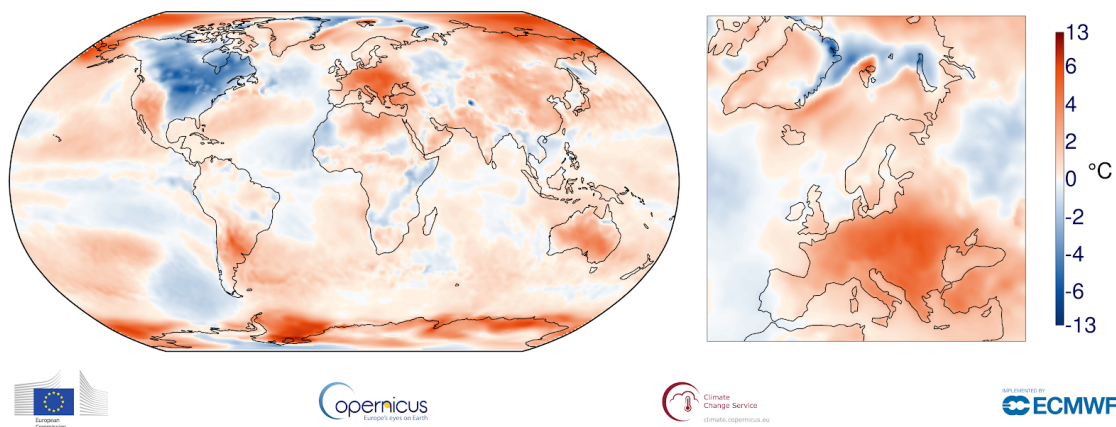 13
6
4
2
0
-2
-4
-6
-13
°C
European
Commission
opernicus
Europe's eyes on Earth
Climate
Change Service
climate.copernicus.eu
IMPLEMENTED BY
ECMWF